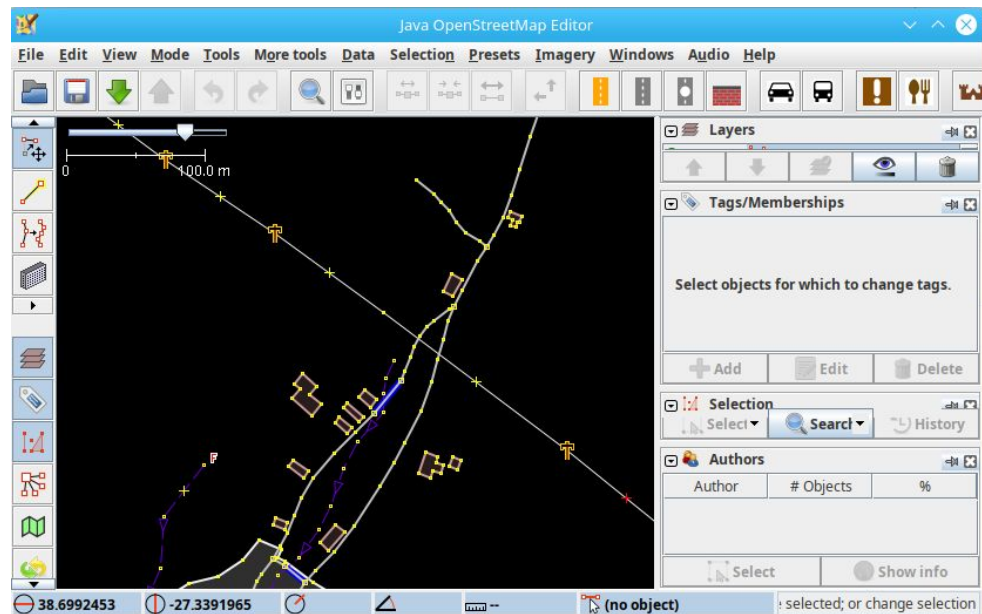 Java OpenStreetMap Editor
File Edit View Mode Tools More tools Data Selection Presets Imagery Windows Audio Help
0 100.0 m
F
Layers
Tags/Memberships
Select objects for which to change tags.
Add Edit Delete
Selection
Select Search History
Authors
Author # Objects %
Select Show info
38.6992453 -27.3391965 -- (no object) selected; or change selection